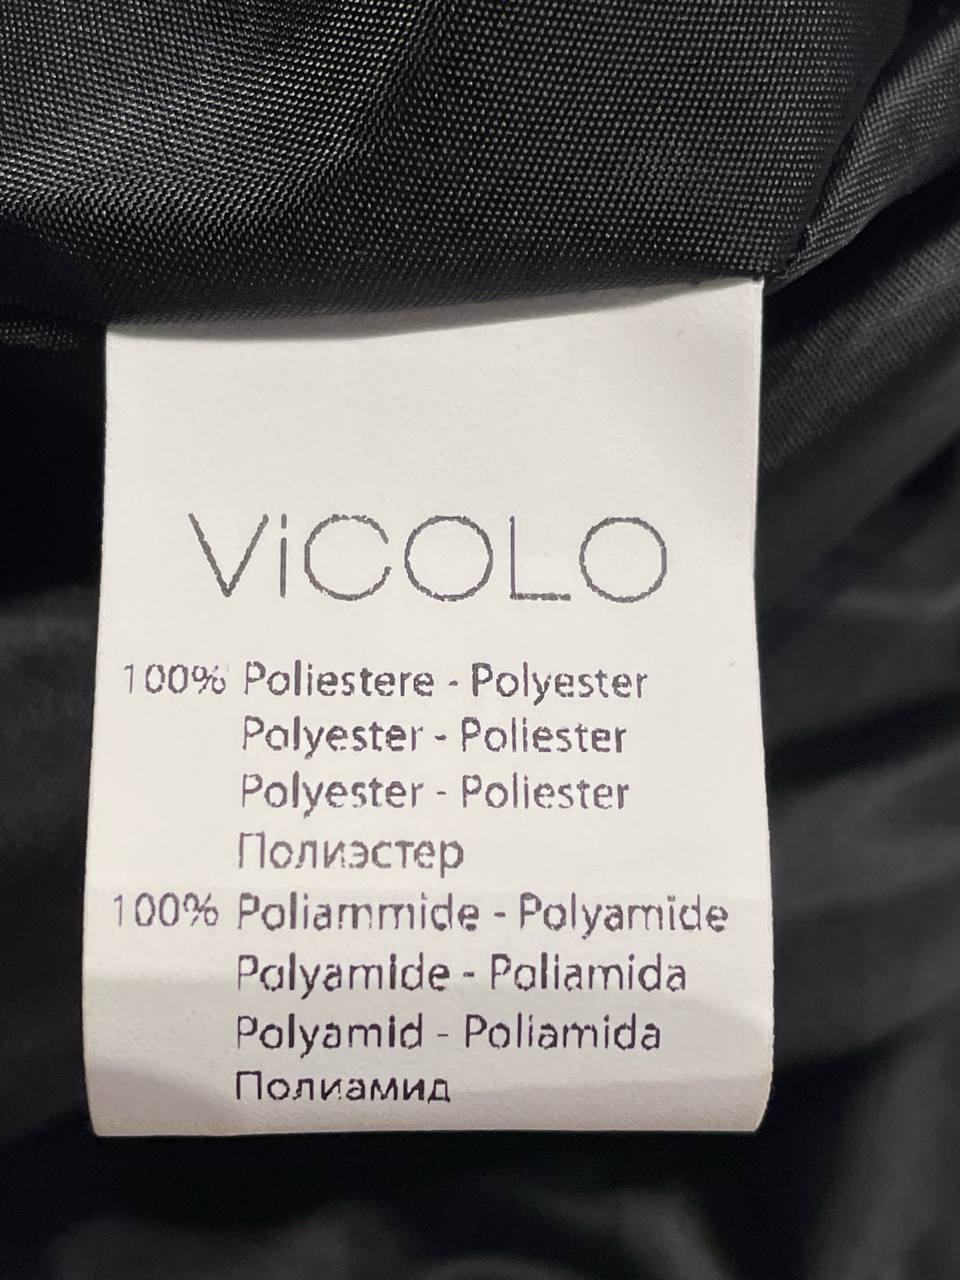 ViCOLO
100% Poliestere - Polyester
Polyester - Poliester
Polyester - Poliester
Полиэстер
100% Poliammide - Polyamide
Polyamide - Poliamida
Polyamid - Poliamida
Полиамид